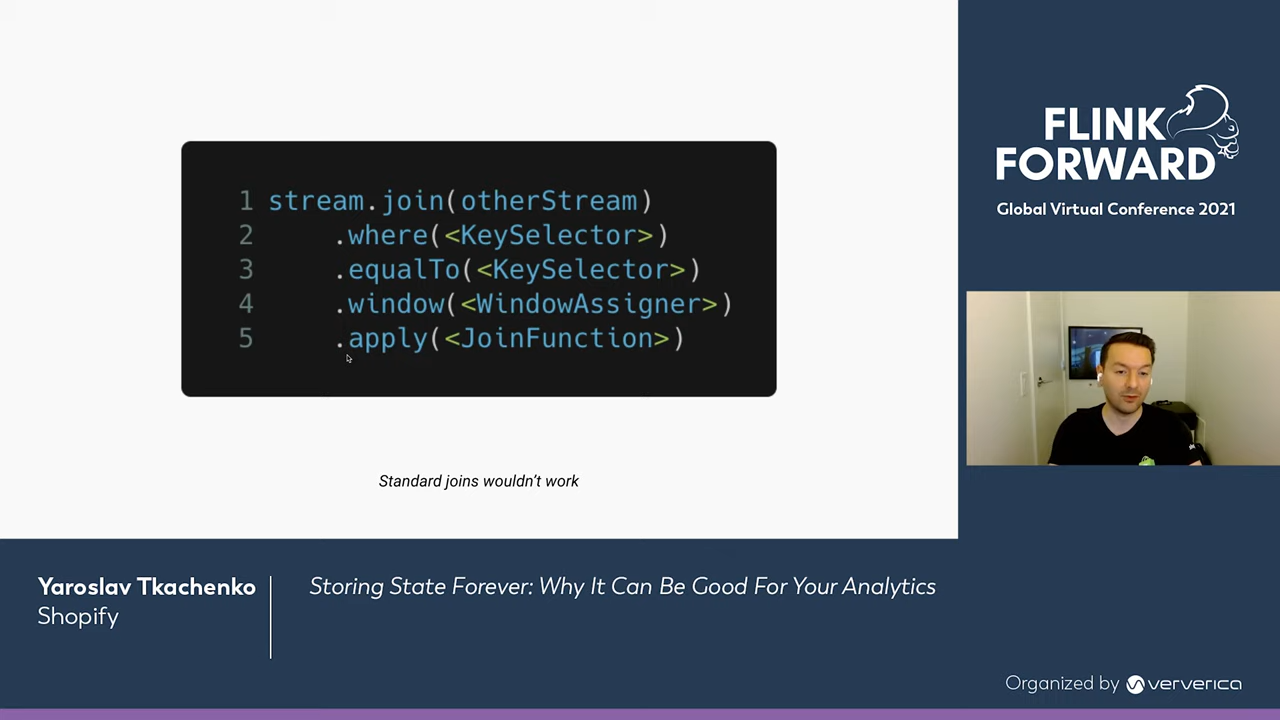 1 stream.join(otherStream)
2 .where(<KeySelector>)
3 .equalTo(<KeySelector>)
4 .window(<WindowAssigner>)
5 .apply(<JoinFunction>)
Standard joins wouldn't work
FLINK
FORWARD
Global Virtual Conference 2021
Yaroslav Tkachenko
Shopify
Storing State Forever: Why It Can Be Good For Your Analytics
Organized by ververica